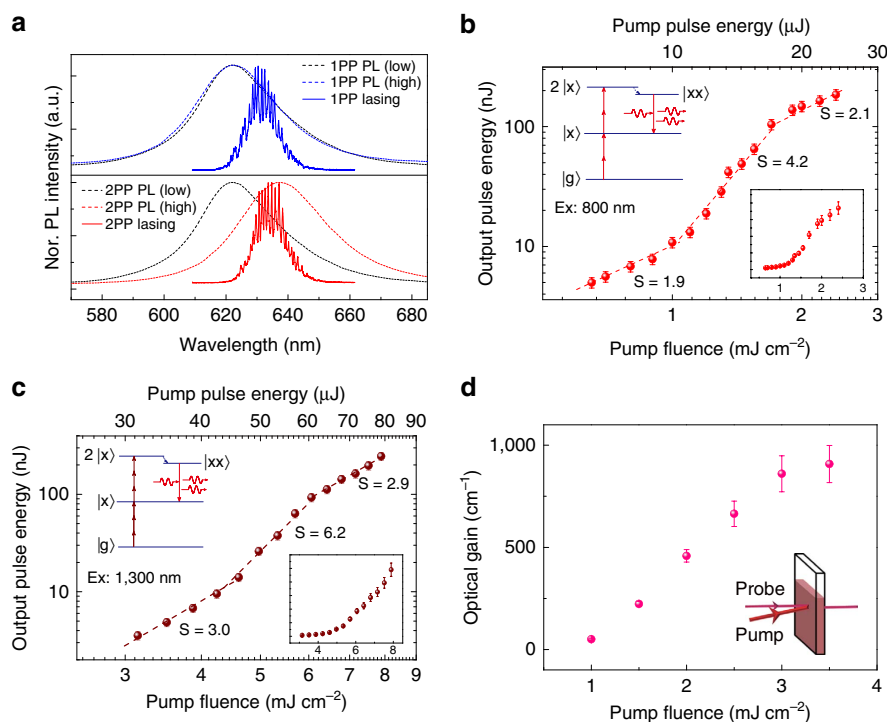 a
1PP PL (low)
1PP PL (high)
1PP lasing
2PP PL (low)
2PP PL (high)
2PP lasing
Nor. PL intensity (a.u.)
580 600 620 640 660 680
Wavelength (nm)
b
Pump pulse energy (μJ)
10 20 30
2 |x⟩
|xx⟩
|x⟩
|g⟩
Ex: 800 nm
S = 2.1
S = 4.2
S = 1.9
100
10
Output pulse energy (nJ)
1 2 3
1 2 3
Pump fluence (mJ cm−2)
c
Pump pulse energy (μJ)
30 40 50 60 70 80 90
2 |x⟩
|xx⟩
|x⟩
|g⟩
Ex: 1,300 nm
S = 2.9
S = 6.2
S = 3.0
100
10
Output pulse energy (nJ)
4 6 8
3 4 5 6 7 8 9
Pump fluence (mJ cm−2)
d
1,000
500
0
Optical gain (cm−1)
Probe
Pump
1 2 3 4
Pump fluence (mJ cm−2)